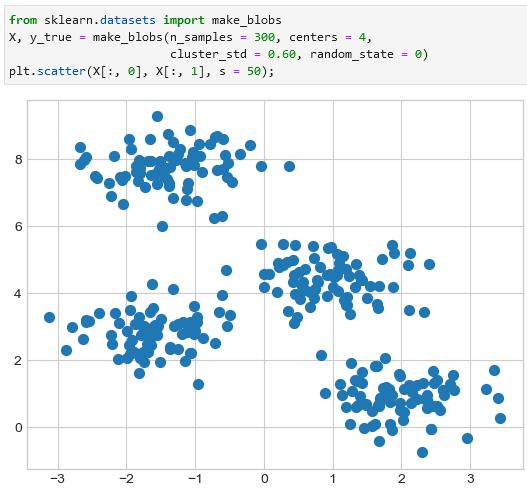 from sklearn.datasets import make_blobs
X, y_true = make_blobs(n_samples = 300, centers = 4,
cluster_std = 0.60, random_state = 0)
plt.scatter(X[:, 0], X[:, 1], s = 50);
8
6
4
2
0
−3 −2 −1 0 1 2 3